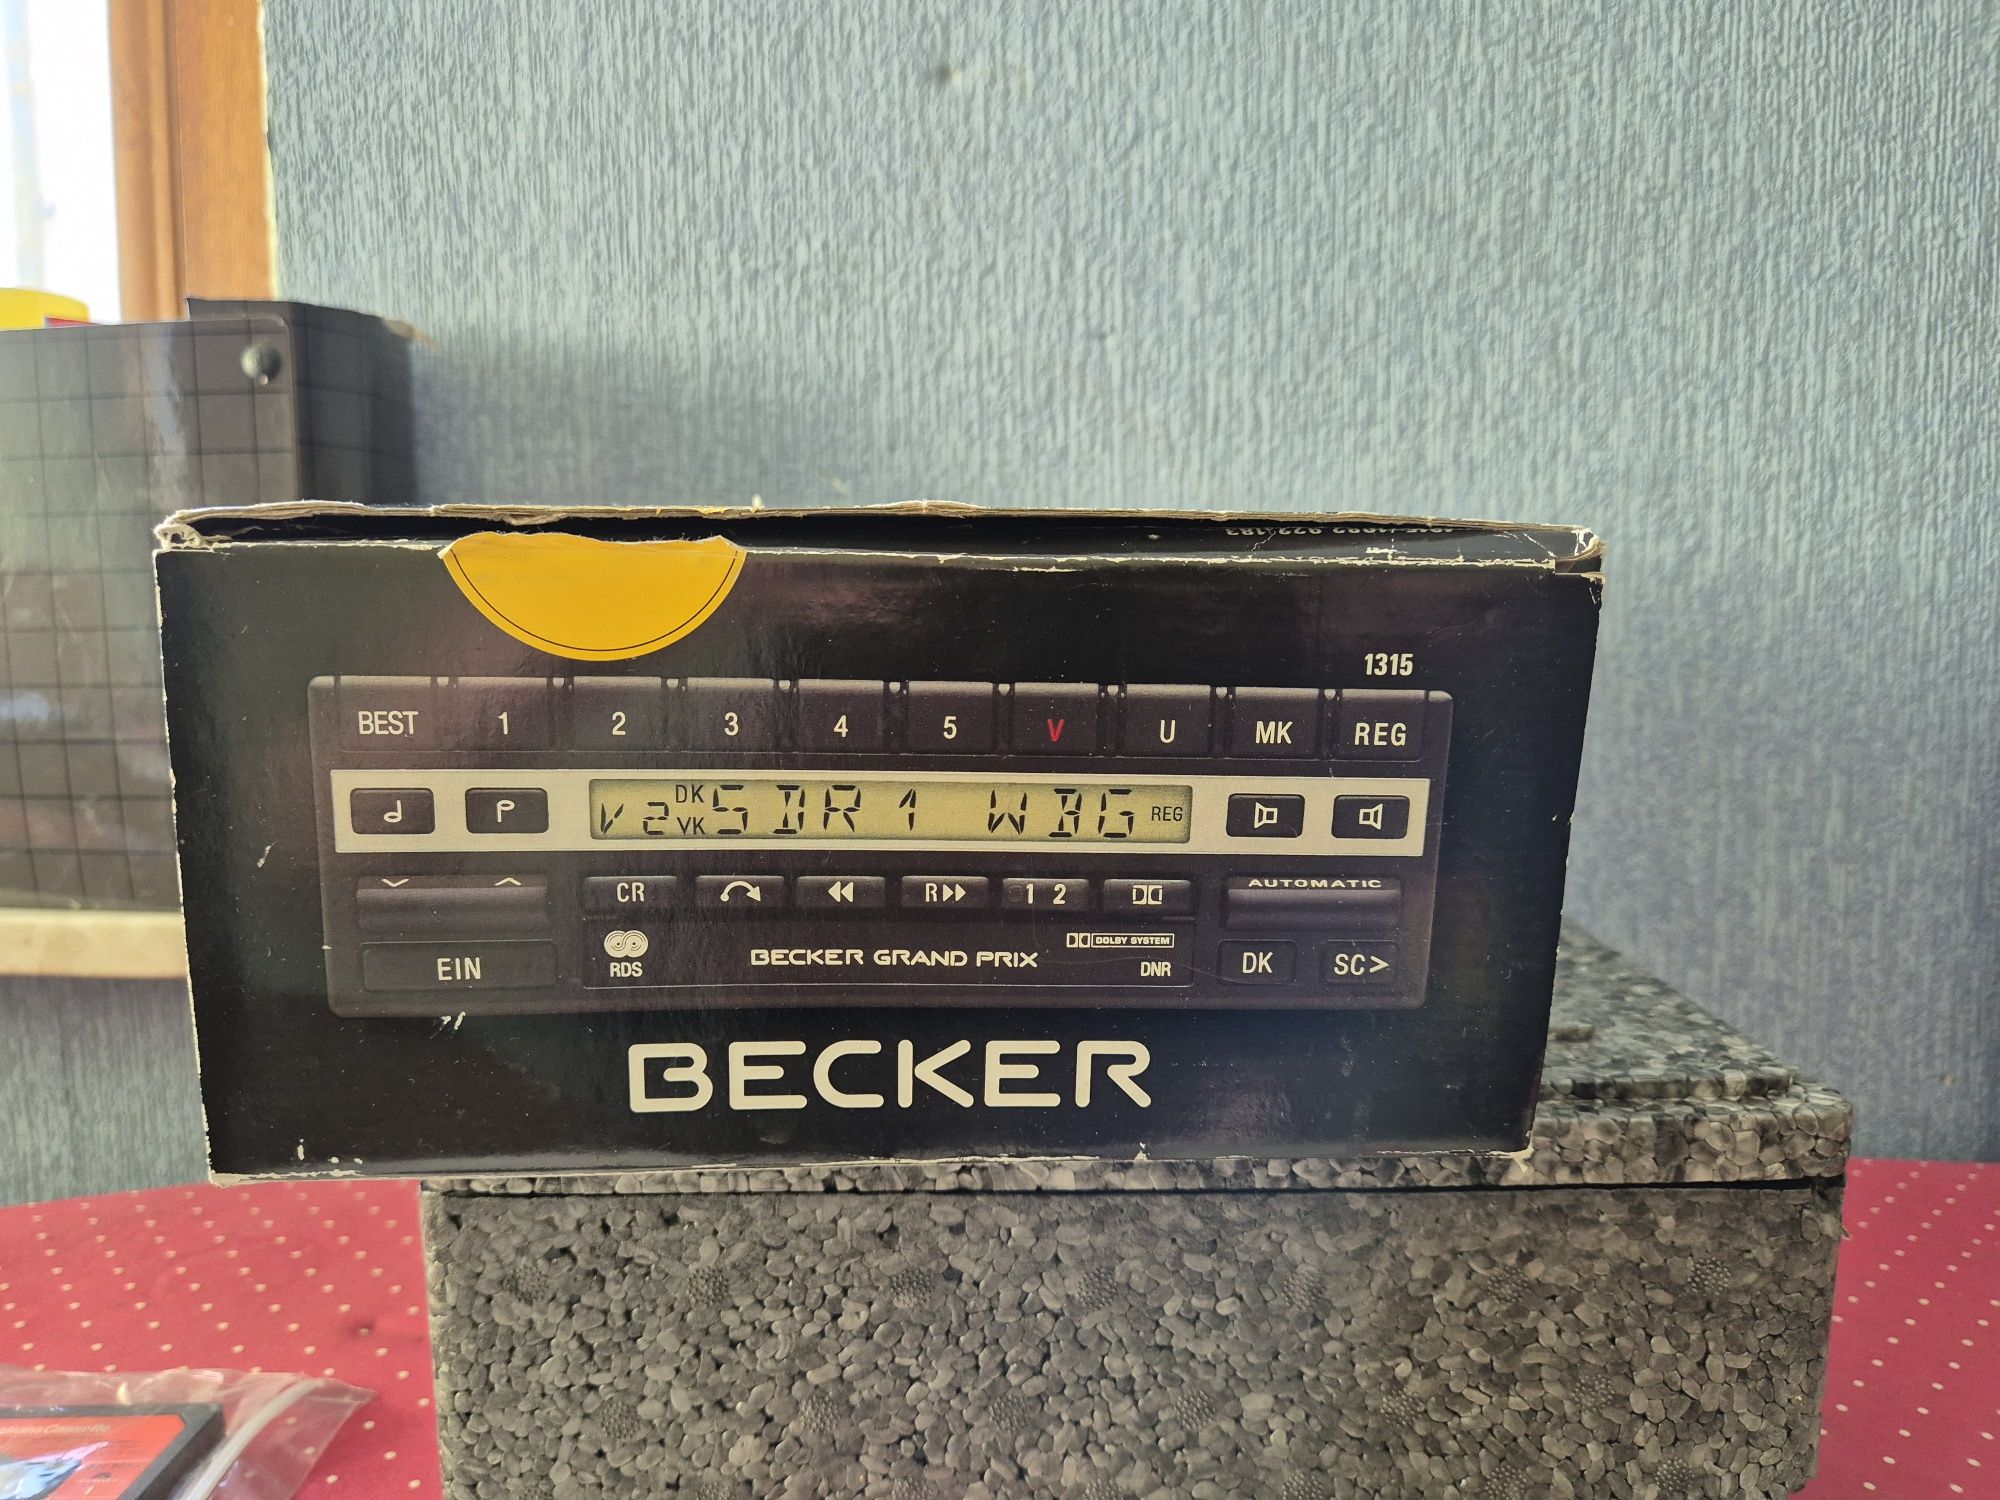 1315
BEST 1 2 3 4 5 V U MK REG
V2 DK VK SDR 1 WBG REG
CR R 1 2 AUTOMATIC
EIN RDS BECKER GRAND PRIX DOLBY SYSTEM DNR DK SC>
BECKER